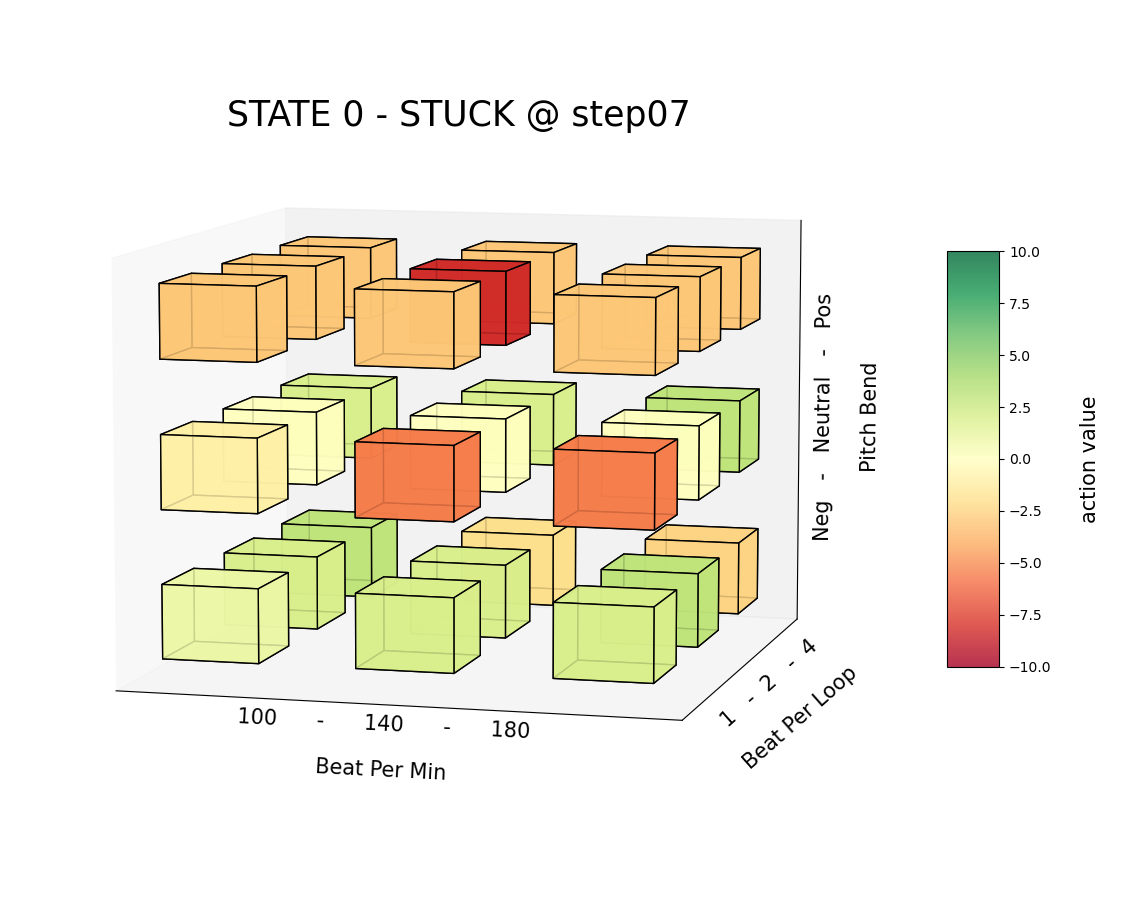 STATE 0 - STUCK @ step07
Neg - Neutral - Pos
Pitch Bend
1 - 2 - 4
Beat Per Loop
100 - 140 - 180
Beat Per Min
10.0
7.5
5.0
2.5
0.0
−2.5
−5.0
−7.5
−10.0
action value